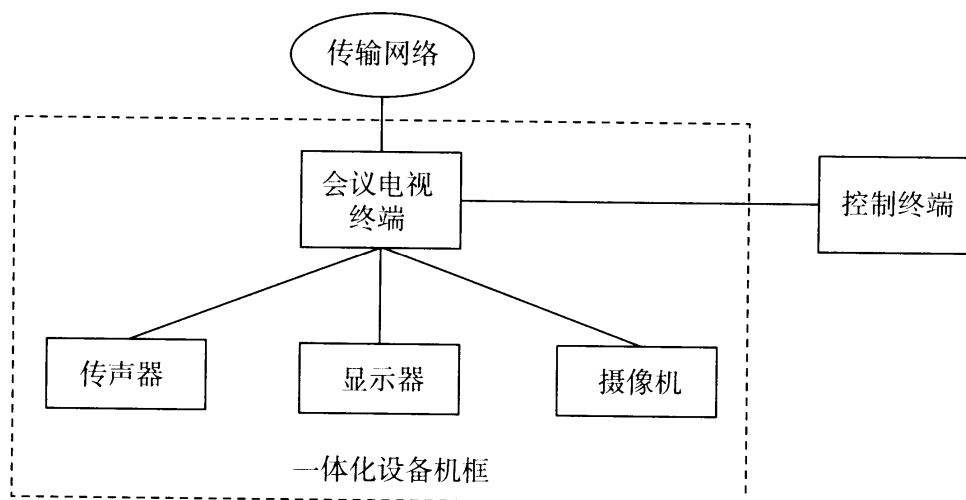 传输网络
会议电视
终端
控制终端
传声器
显示器
摄像机
一体化设备机框